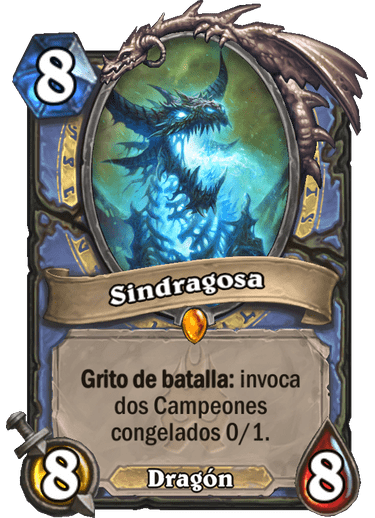 8
Sindragosa
Grito de batalla: invoca
dos Campeones
congelados 0/1.
8
Dragón
8